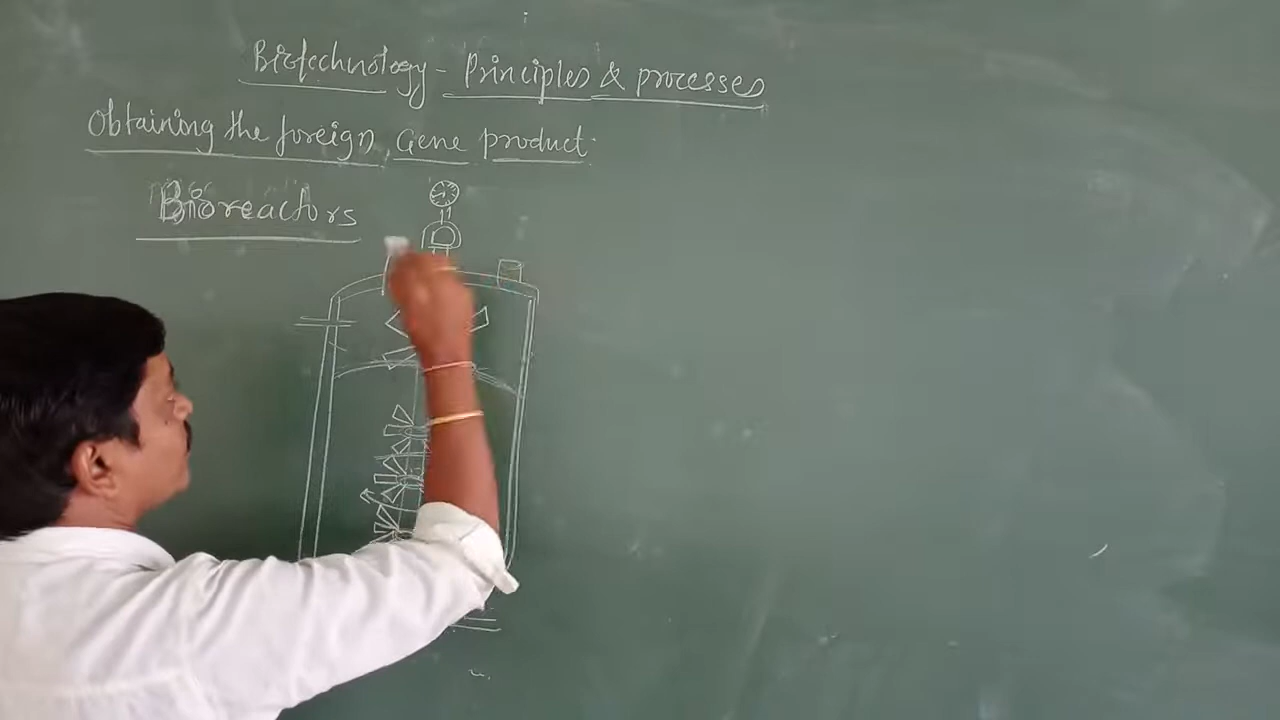 Biotechnology - Principles & processes
Obtaining the foreign Gene product.
Bioreactors